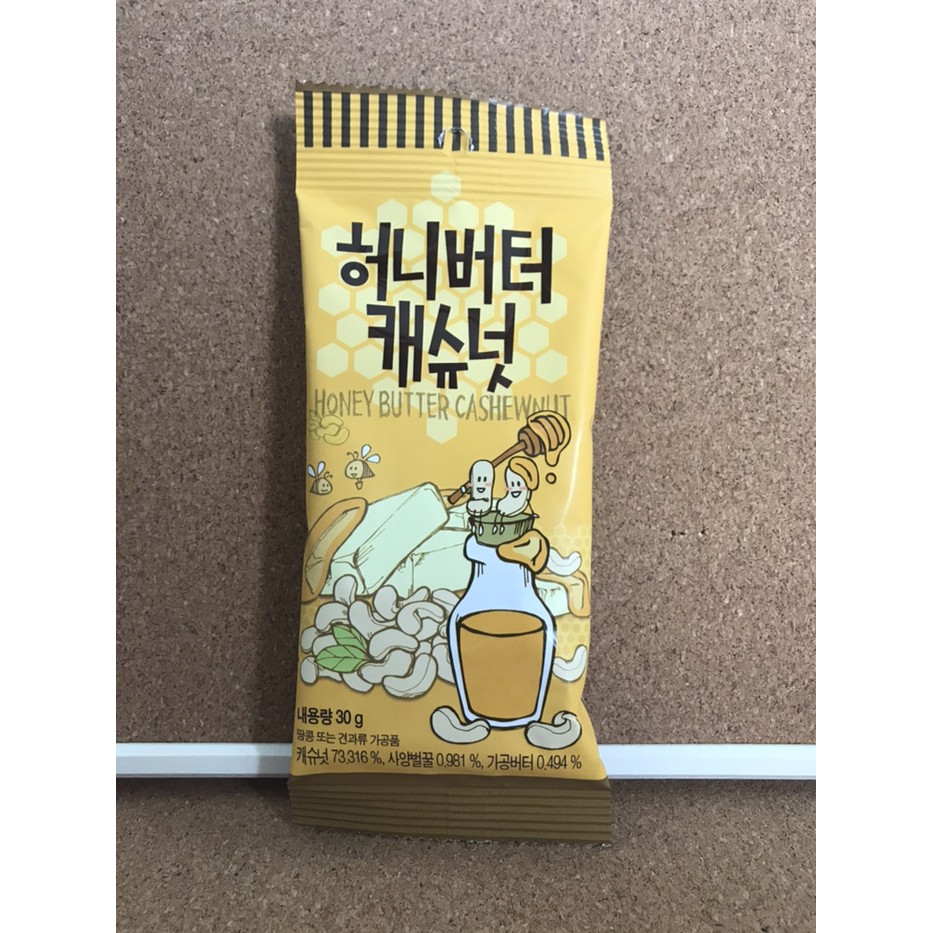 허니버터
캐슈넛
HONEY BUTTER CASHEWNUT
내용량 30 g
땅콩 또는 견과류 가공품
캐슈넛 73.316 %, 사양벌꿀 0.981 %, 가공버터 0.494 %